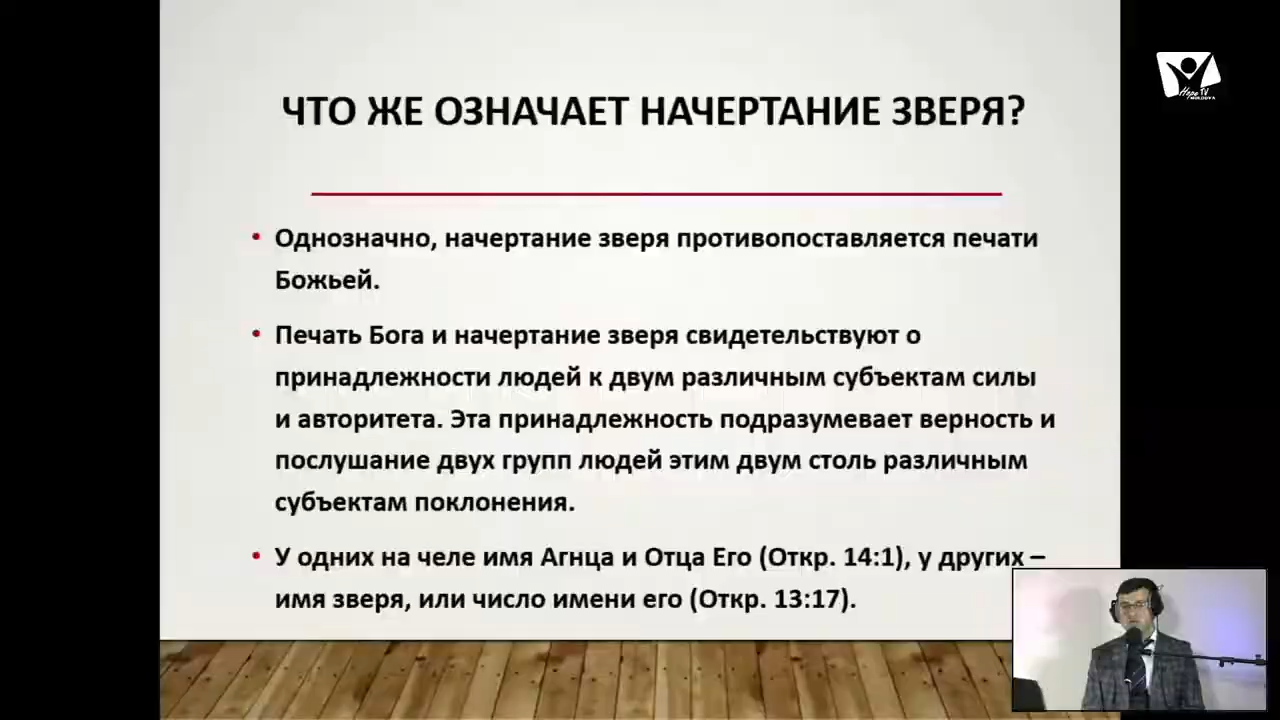 Hope TV
MOLDOVA
ЧТО ЖЕ ОЗНАЧАЕТ НАЧЕРТАНИЕ ЗВЕРЯ?
• Однозначно, начертание зверя противопоставляется печати
Божьей.
• Печать Бога и начертание зверя свидетельствуют о
принадлежности людей к двум различным субъектам силы
и авторитета. Эта принадлежность подразумевает верность и
послушание двух групп людей этим двум столь различным
субъектам поклонения.
• У одних на челе имя Агнца и Отца Его (Откр. 14:1), у других –
имя зверя, или число имени его (Откр. 13:17).